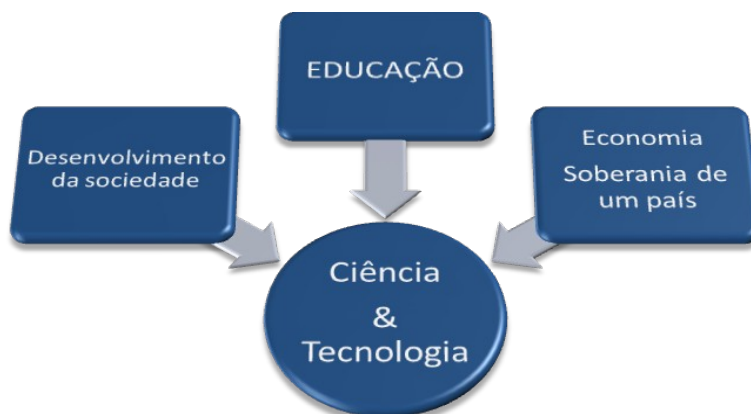 EDUCAÇÃO
Desenvolvimento
da sociedade
Economia
Soberania de
um país
Ciência
&
Tecnologia